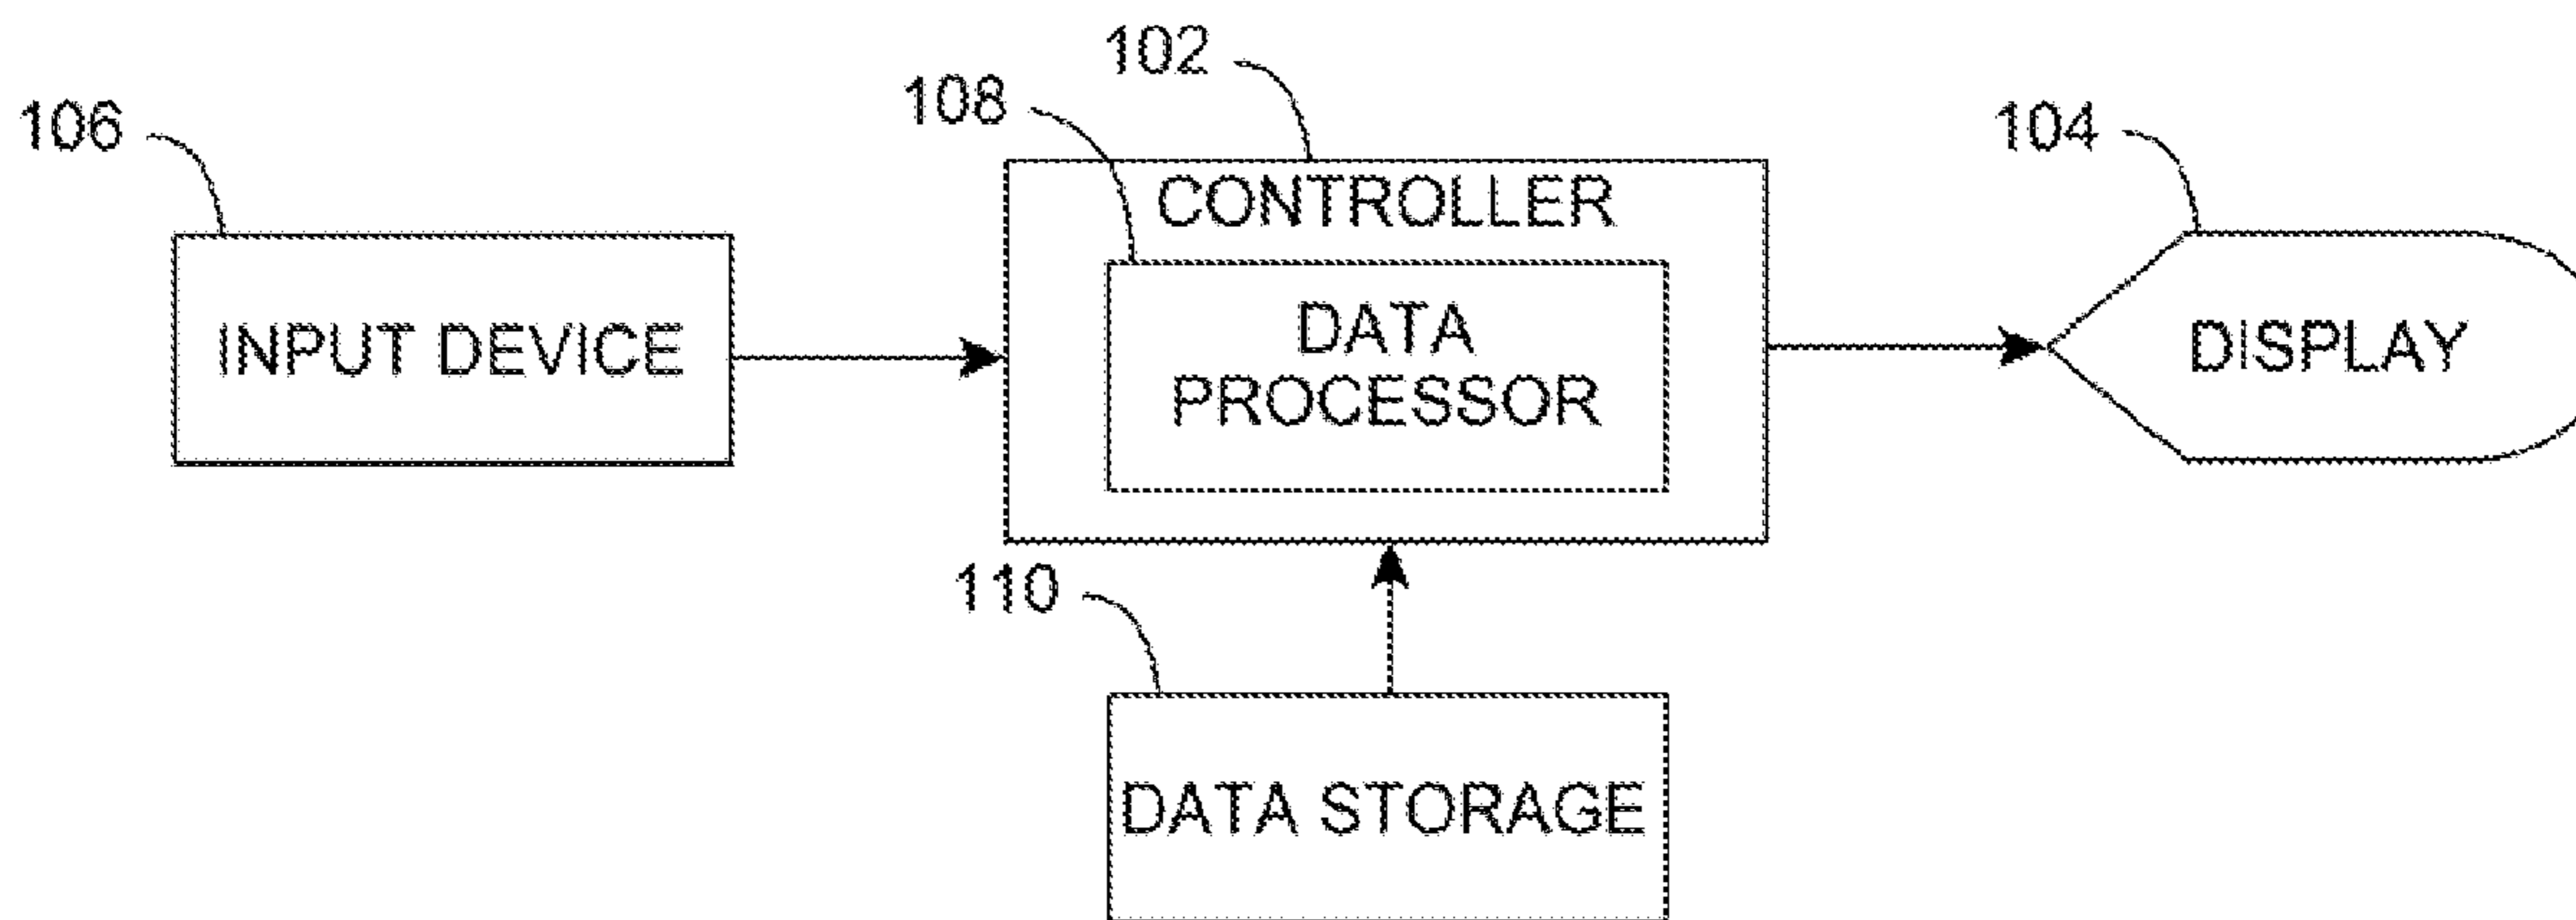 102
108
106
104
CONTROLLER
INPUT DEVICE
DATA
PROCESSOR
DISPLAY
110
DATA STORAGE